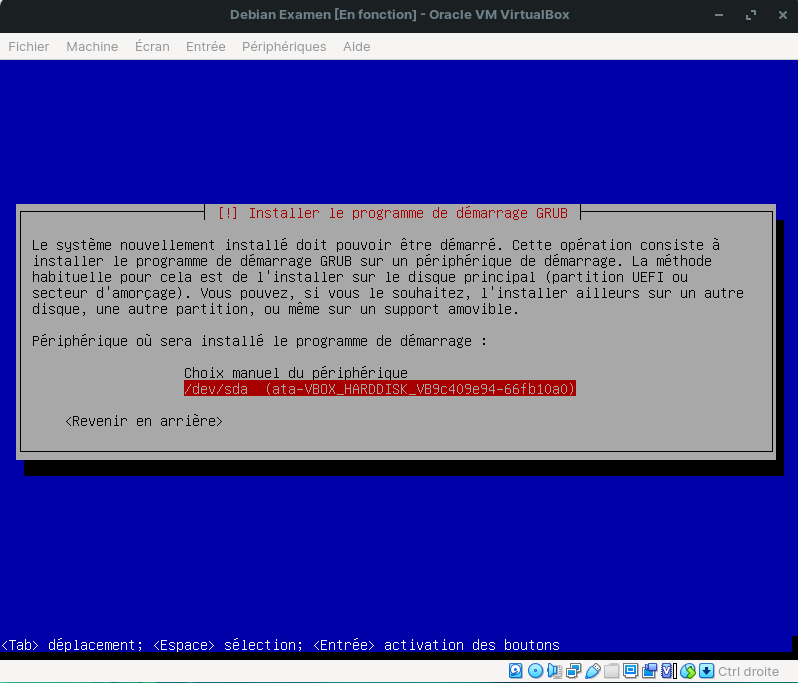 Debian Examen [En fonction] - Oracle VM VirtualBox
Fichier Machine Écran Entrée Périphériques Aide
[!] Installer le programme de démarrage GRUB
Le système nouvellement installé doit pouvoir être démarré. Cette opération consiste à
installer le programme de démarrage GRUB sur un périphérique de démarrage. La méthode
habituelle pour cela est de l'installer sur le disque principal (partition UEFI ou
secteur d'amorçage). Vous pouvez, si vous le souhaitez, l'installer ailleurs sur un autre
disque, une autre partition, ou même sur un support amovible.
Périphérique où sera installé le programme de démarrage :
Choix manuel du périphérique
/dev/sda (ata-VBOX_HARDDISK_VB9c409e94-66fb10a0)
<Revenir en arrière>
<Tab> déplacement; <Espace> sélection; <Entrée> activation des boutons
Ctrl droite